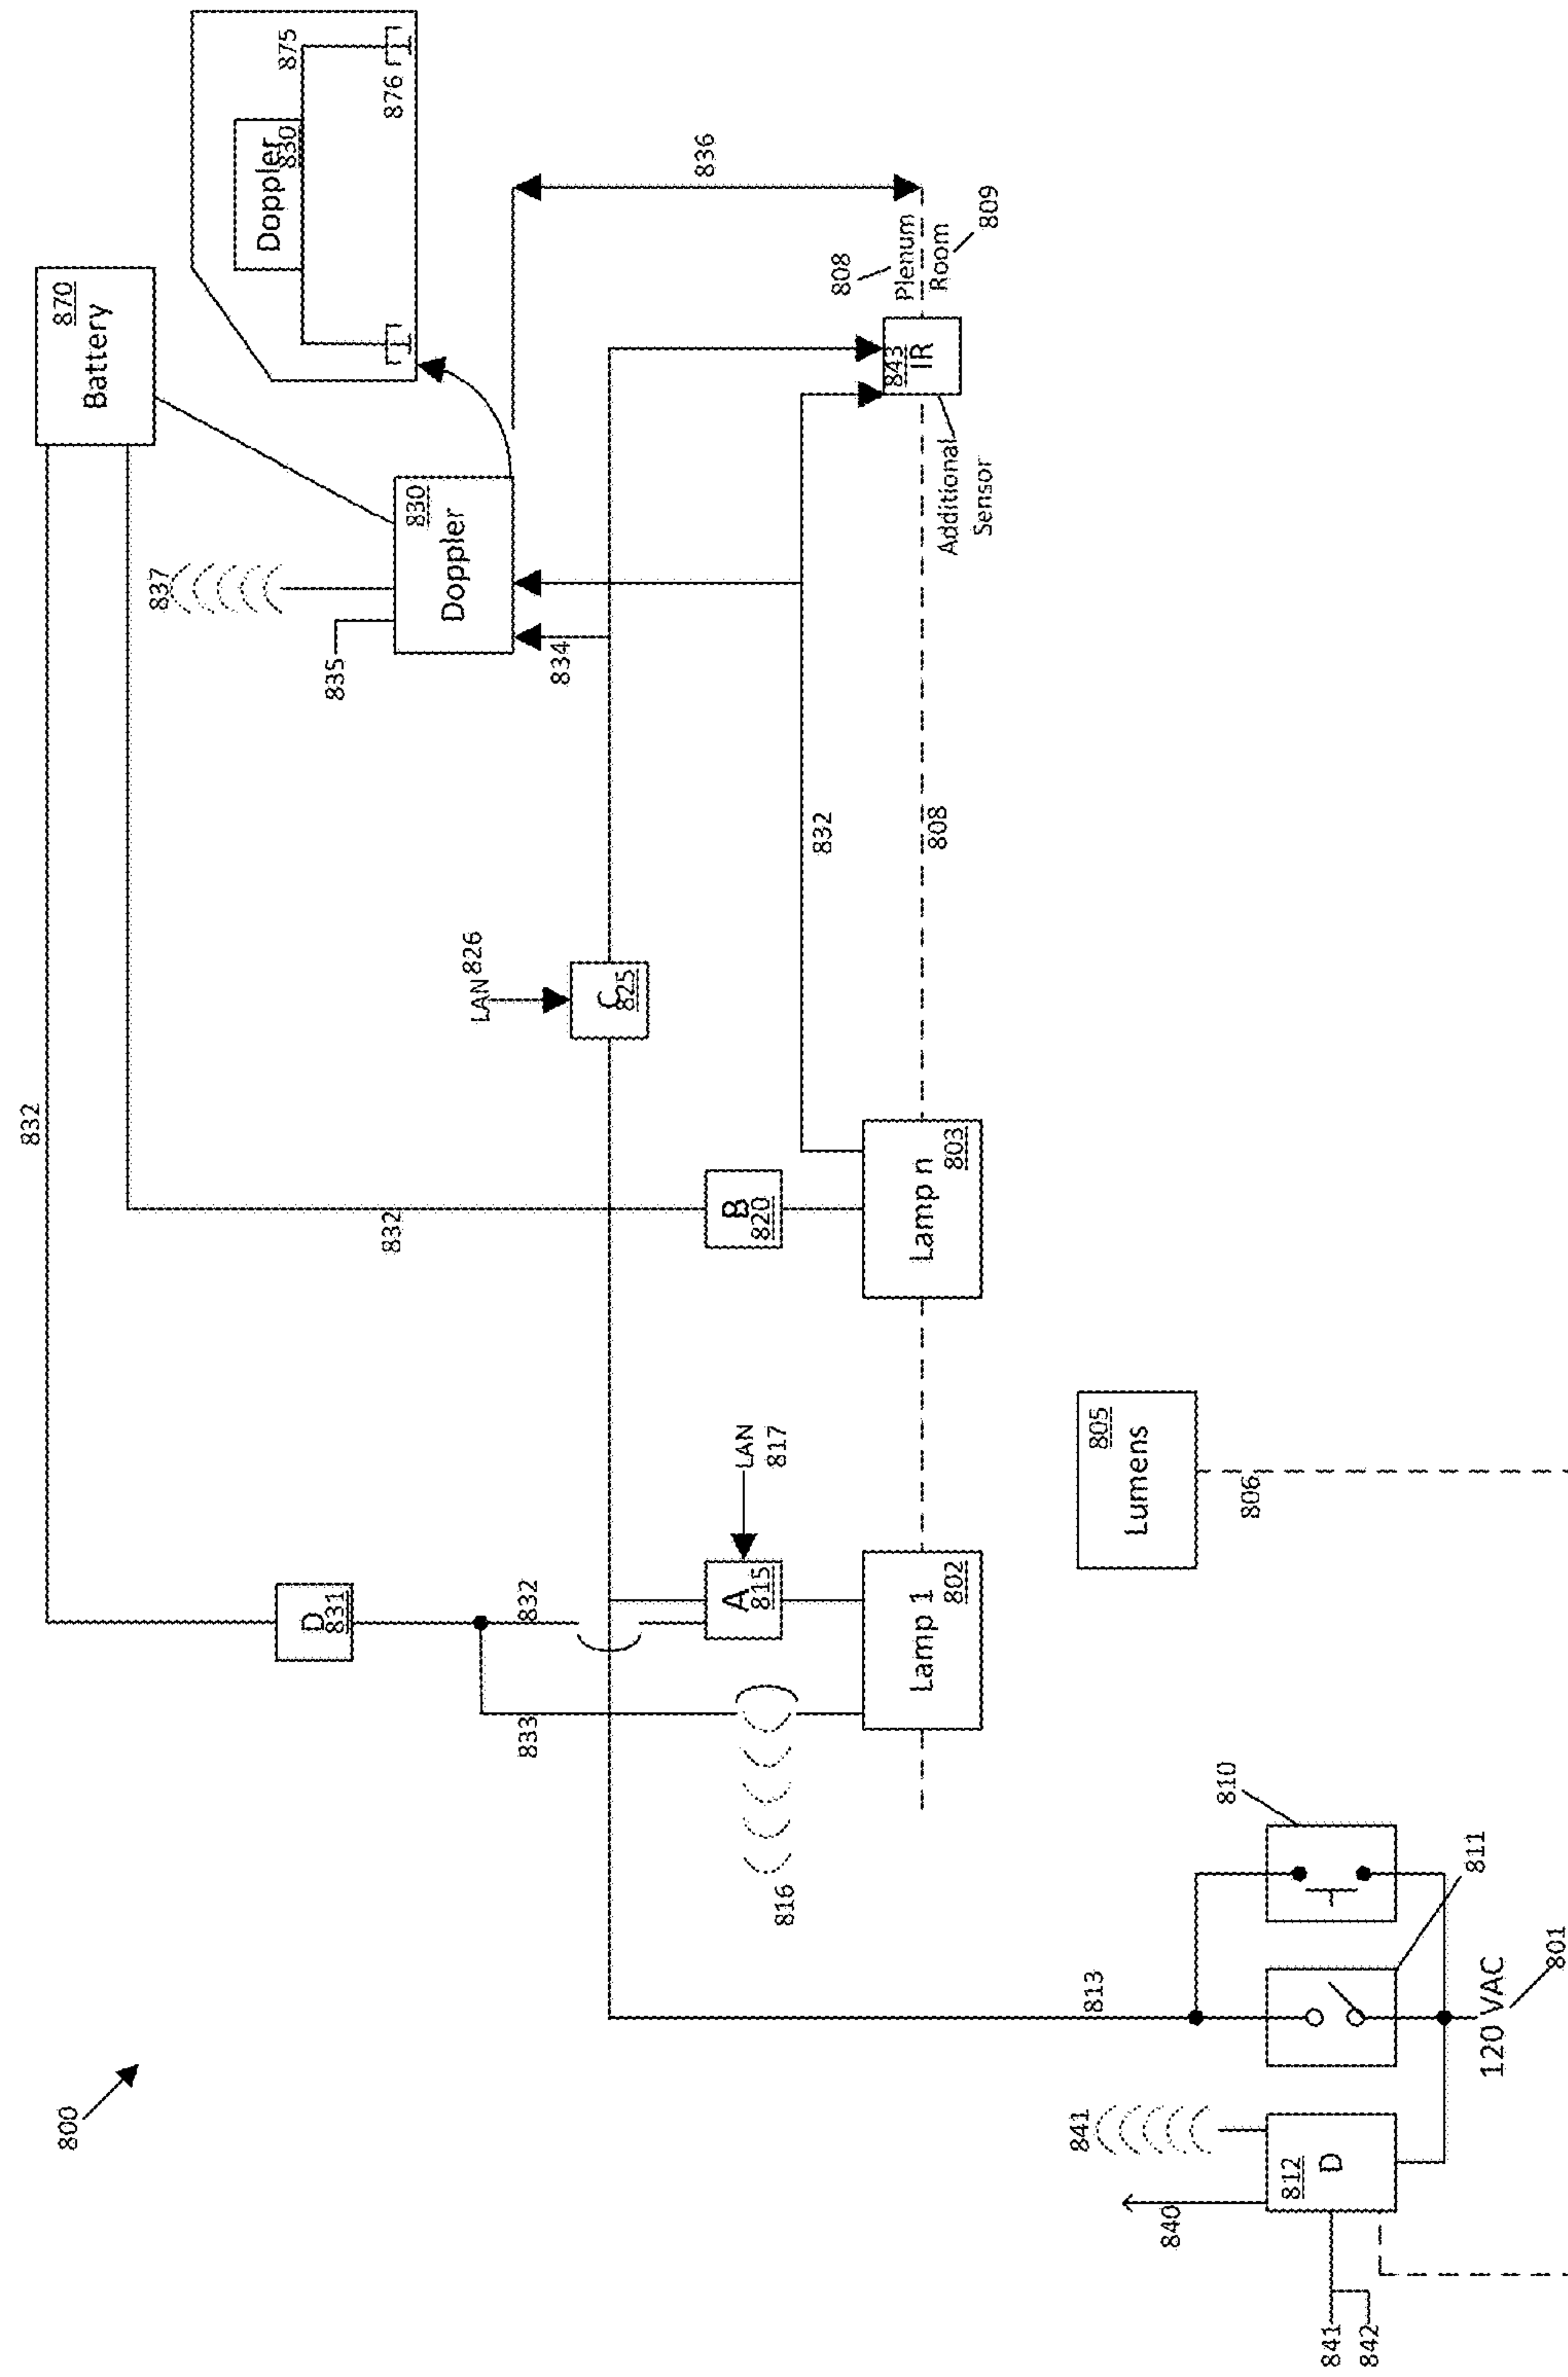 800
832
870
Battery
837
875
Doppler
830
D
831
835
832
876
830
Doppler
LAN 826
833
832
834
C
825
836
A
815
B
820
LAN
817
816
832
808
843
IR
Plenum
Room
809
Lamp 1
802
Lamp n
803
808
Additional
Sensor
841
813
805
Lumens
840
810
806
812
D
841
842
811
120 VAC
801